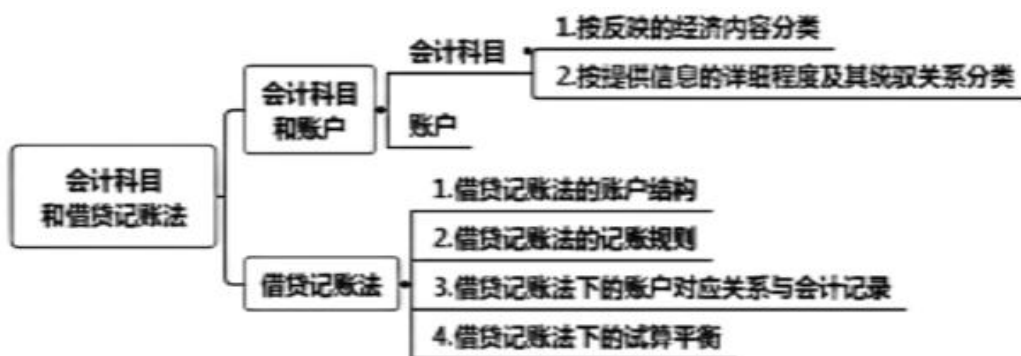 会计科目
和借贷记账法
会计科目
和账户
会计科目
1.按反映的经济内容分类
2.按提供信息的详细程度及其统驭关系分类
账户
借贷记账法
1.借贷记账法的账户结构
2.借贷记账法的记账规则
3.借贷记账法下的账户对应关系与会计记录
4.借贷记账法下的试算平衡